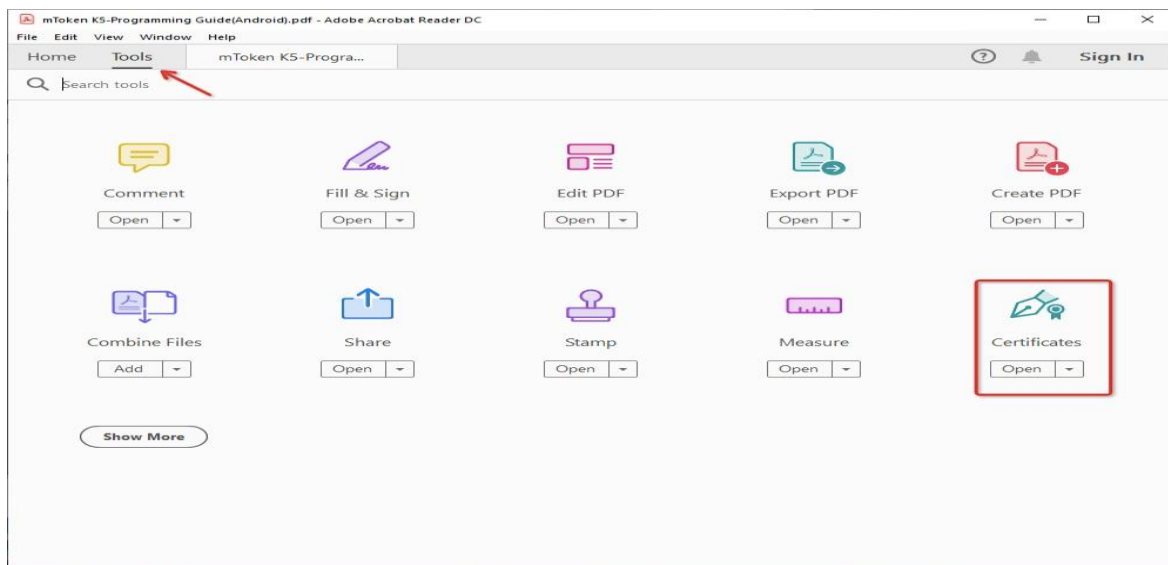 mToken K5-Programming Guide(Android).pdf - Adobe Acrobat Reader DC
File Edit View Window Help
Home Tools mToken K5-Progra... Sign In
Search tools
Comment Fill & Sign Edit PDF Export PDF Create PDF
Open Open Open Open Open
Combine Files Share Stamp Measure Certificates
Add Open Open Open Open
Show More